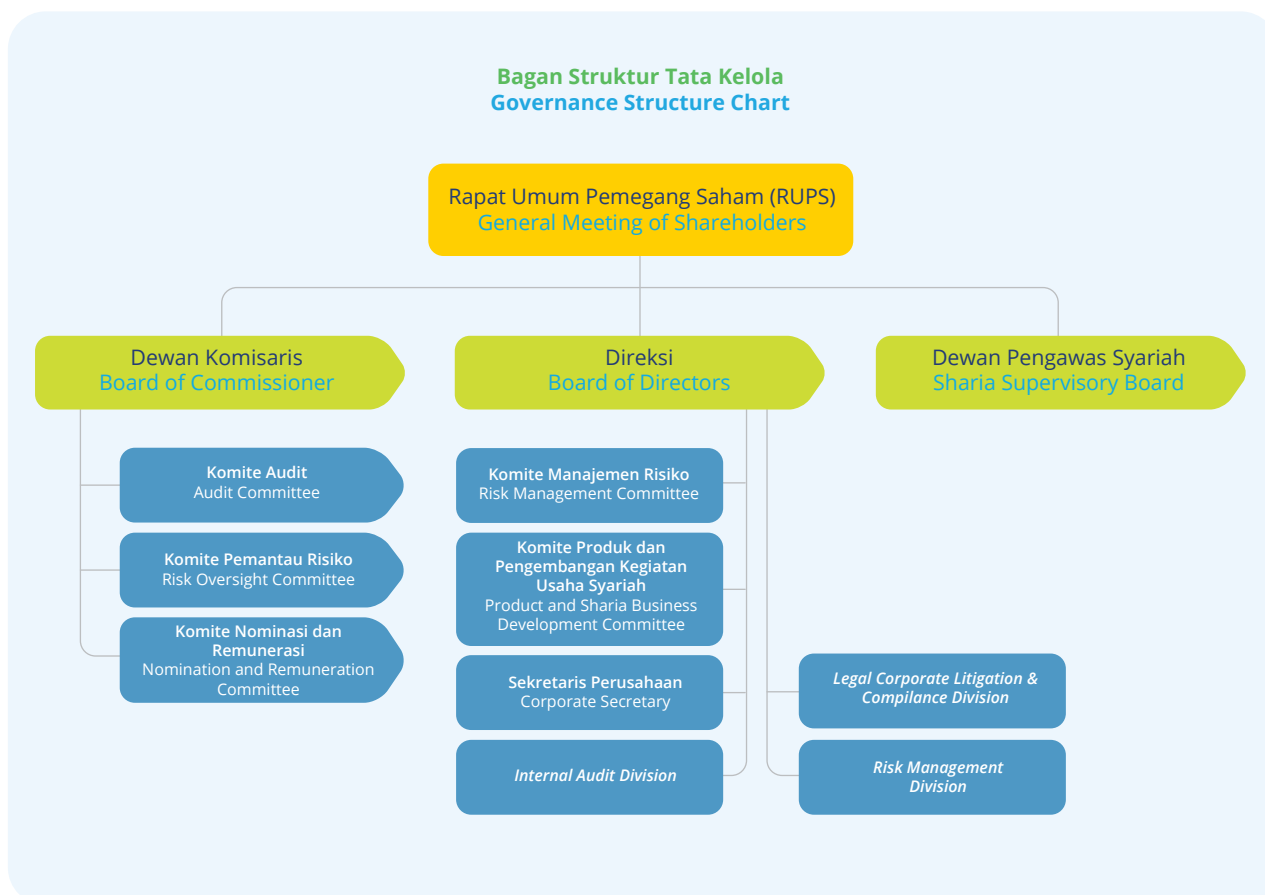 Bagan Struktur Tata Kelola
Governance Structure Chart
Rapat Umum Pemegang Saham (RUPS)
General Meeting of Shareholders
Dewan Komisaris
Board of Commissioner
Direksi
Board of Directors
Dewan Pengawas Syariah
Sharia Supervisory Board
Komite Audit
Audit Committee
Komite Pemantau Risiko
Risk Oversight Committee
Komite Nominasi dan
Remunerasi
Nomination and Remuneration
Committee
Komite Manajemen Risiko
Risk Management Committee
Komite Produk dan
Pengembangan Kegiatan
Usaha Syariah
Product and Sharia Business
Development Committee
Sekretaris Perusahaan
Corporate Secretary
Internal Audit Division
Legal Corporate Litigation &
Compilance Division
Risk Management
Division